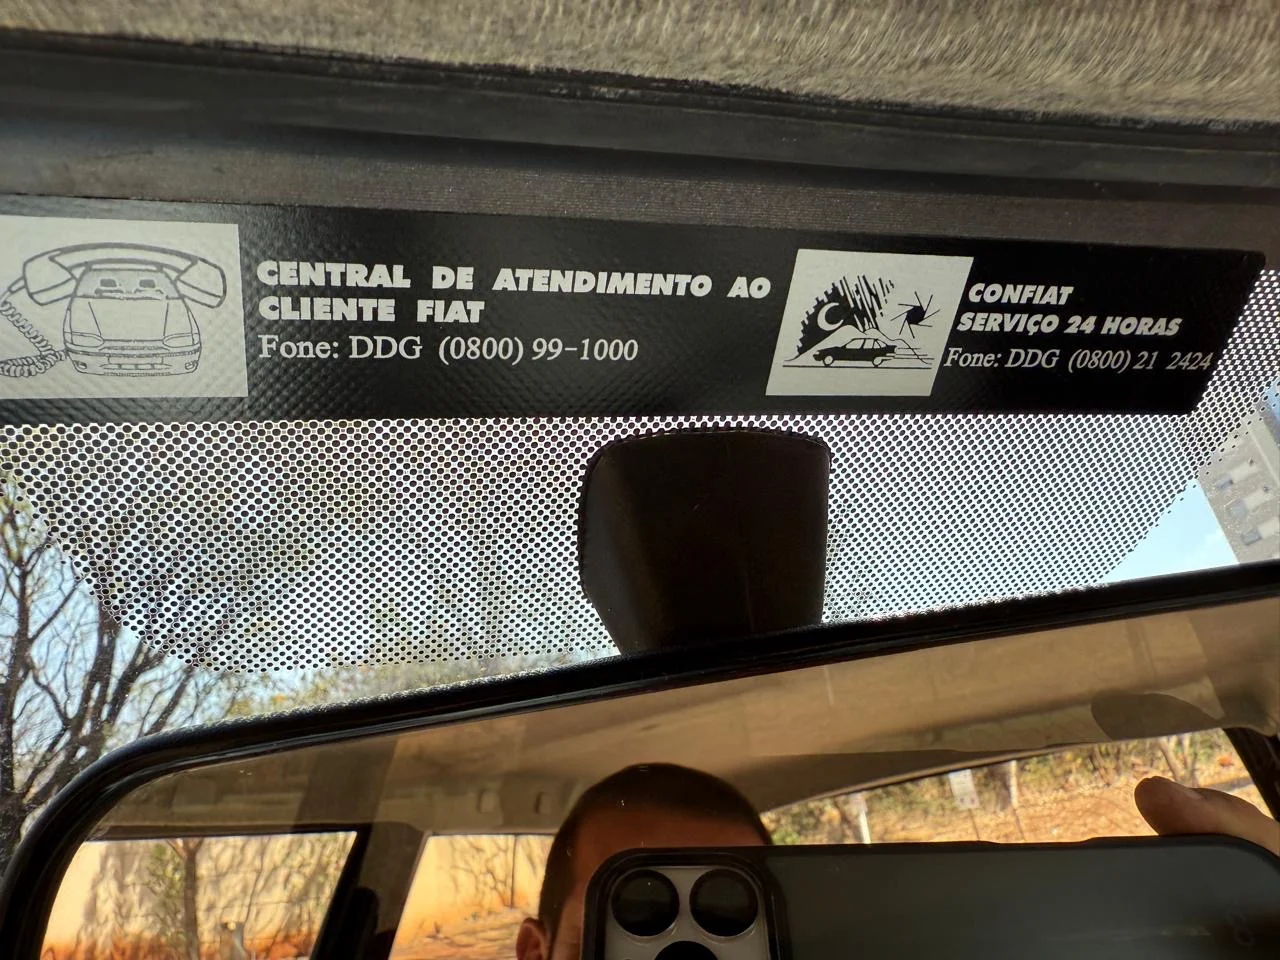 CENTRAL DE ATENDIMENTO AO
CLIENTE FIAT
Fone: DDG (0800) 99-1000
CONFIAT
SERVIÇO 24 HORAS
Fone: DDG (0800) 21 2424